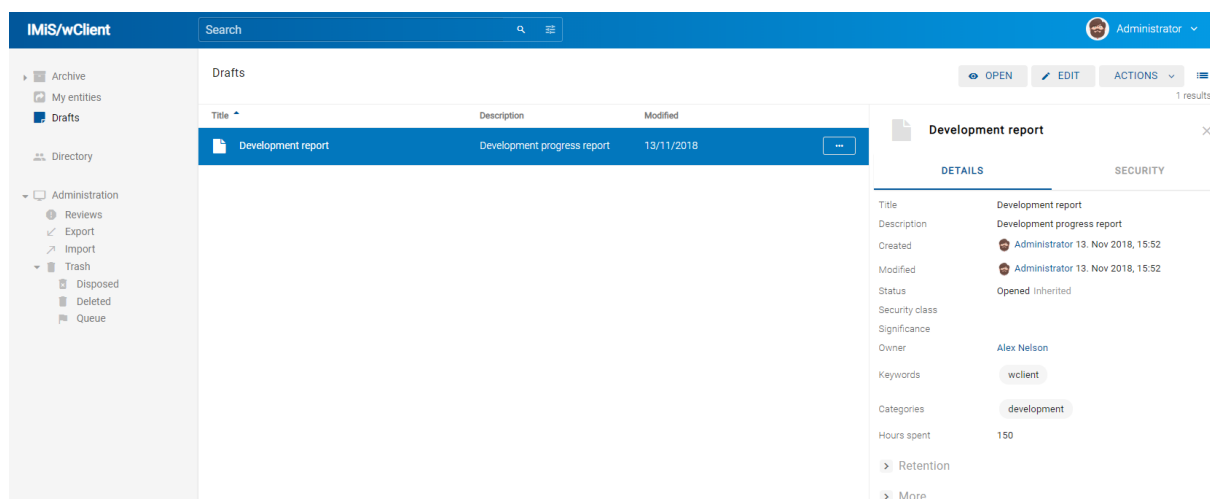 IMiS/wClient
Search
Administrator
Archive
My entities
Drafts
Directory
Administration
Reviews
Export
Import
Trash
Disposed
Deleted
Queue
Drafts
OPEN EDIT ACTIONS
1 results
Title Description Modified
Development report Development progress report 13/11/2018 ...
Development report
DETAILS SECURITY
Title Development report
Description Development progress report
Created Administrator 13. Nov 2018, 15:52
Modified Administrator 13. Nov 2018, 15:52
Status Opened Inherited
Security class
Significance
Owner Alex Nelson
Keywords wclient
Categories development
Hours spent 150
Retention
More